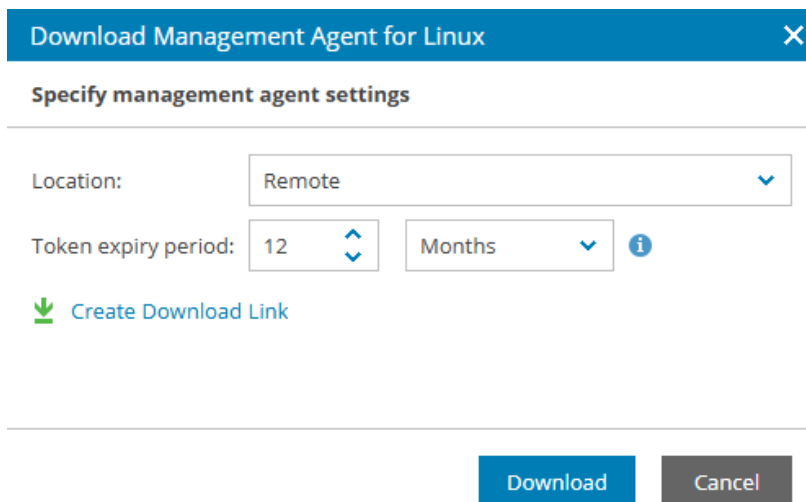 Download Management Agent for Linux
Specify management agent settings
Location: Remote
Token expiry period: 12 Months
Create Download Link
Download Cancel